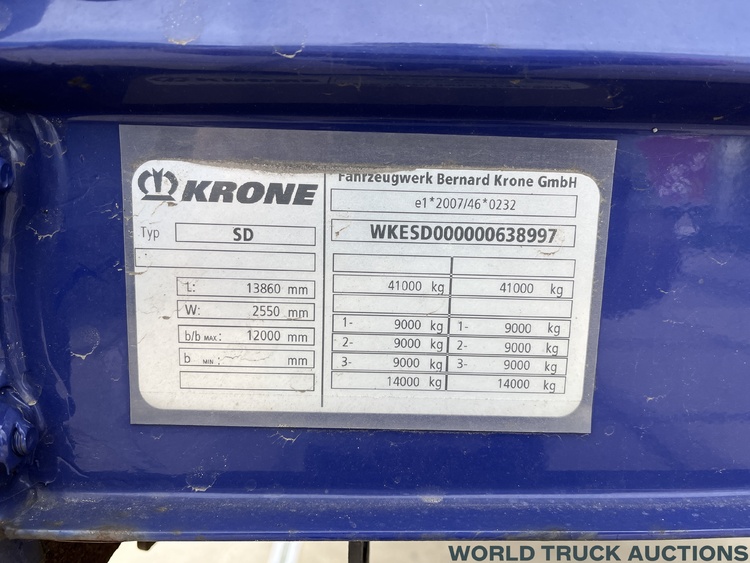 KRONE
Fahrzeugwerk Bernard Krone GmbH
e1*2007/46*0232
Typ SD
WKESD000000638997
L: 13860 mm
W: 2550 mm
b/b MAX: 12000 mm
b MIN: mm
41000 kg 41000 kg
1- 9000 kg 1- 9000 kg
2- 9000 kg 2- 9000 kg
3- 9000 kg 3- 9000 kg
14000 kg 14000 kg
WORLD TRUCK AUCTIONS